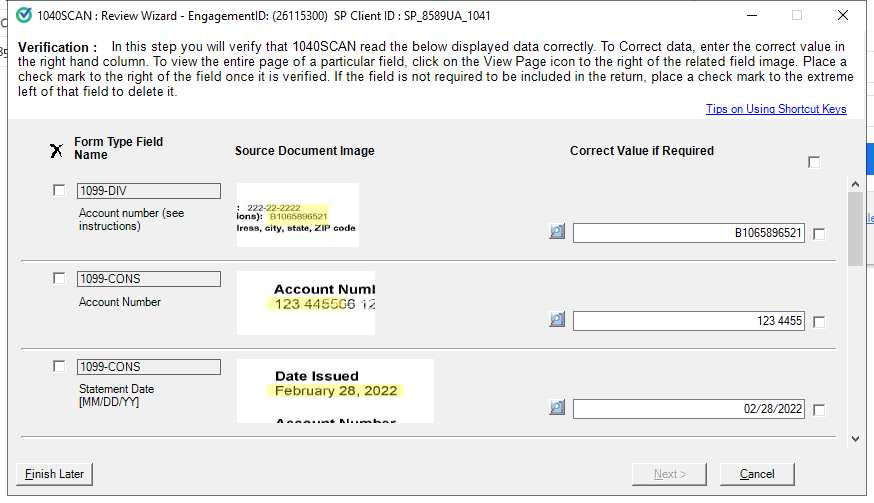 1040SCAN : Review Wizard - EngagementID: (26115300)  SP Client ID : SP_8589UA_1041
Verification :   In this step you will verify that 1040SCAN read the below displayed data correctly. To Correct data, enter the correct value in
the right hand column. To view the entire page of a particular field, click on the View Page icon to the right of the related field image. Place a
check mark to the right of the field once it is verified. If the field is not required to be included in the return, place a check mark to the extreme
left of that field to delete it.
Tips on Using Shortcut Keys
Form Type Field
Name
Source Document Image
Correct Value if Required
1099-DIV
Account number (see
instructions)
: 222-22-2222
ions): B1065896521
dress, city, state, ZIP code
B1065896521
1099-CONS
Account Number
Account Numb
123 445506 12
123 4455
1099-CONS
Statement Date
[MM/DD/YY]
Date Issued
February 28, 2022
Account Number
02/28/2022
Finish Later
Next >
Cancel